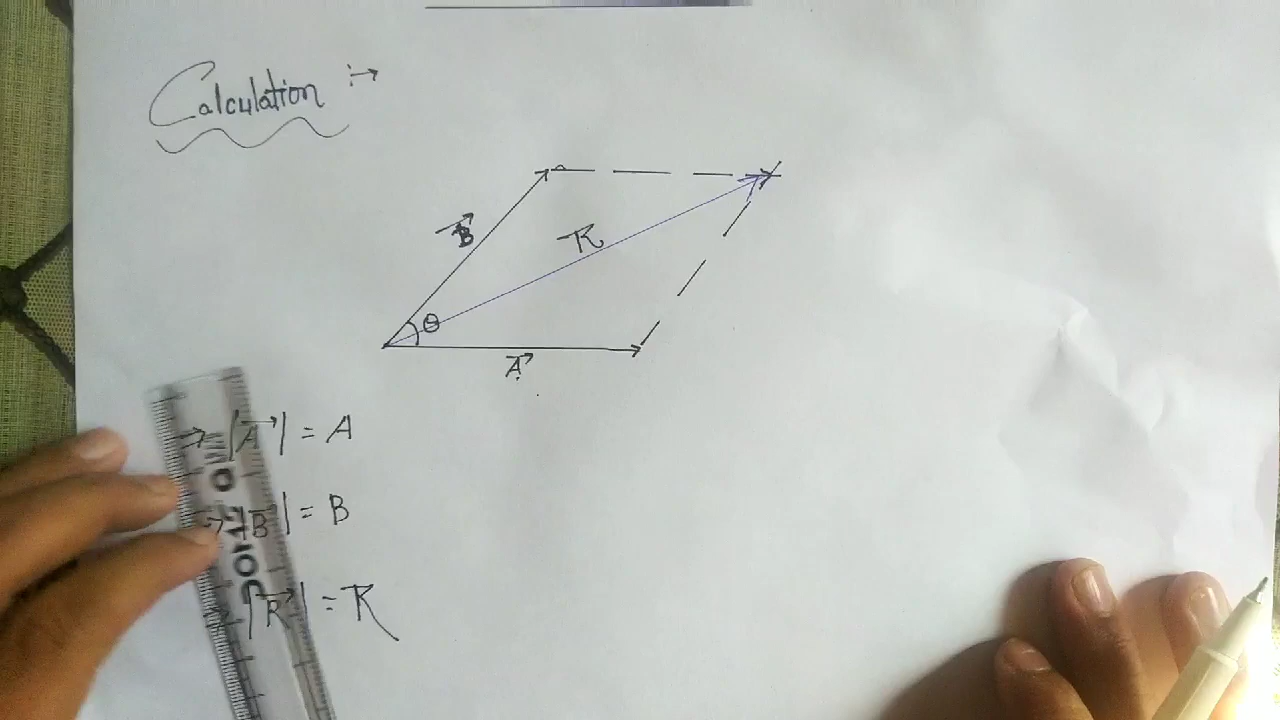 Calculation :→
B⃗
R
θ
A⃗
→ |A⃗| = A
→ |B⃗| = B
→ |R⃗| = R